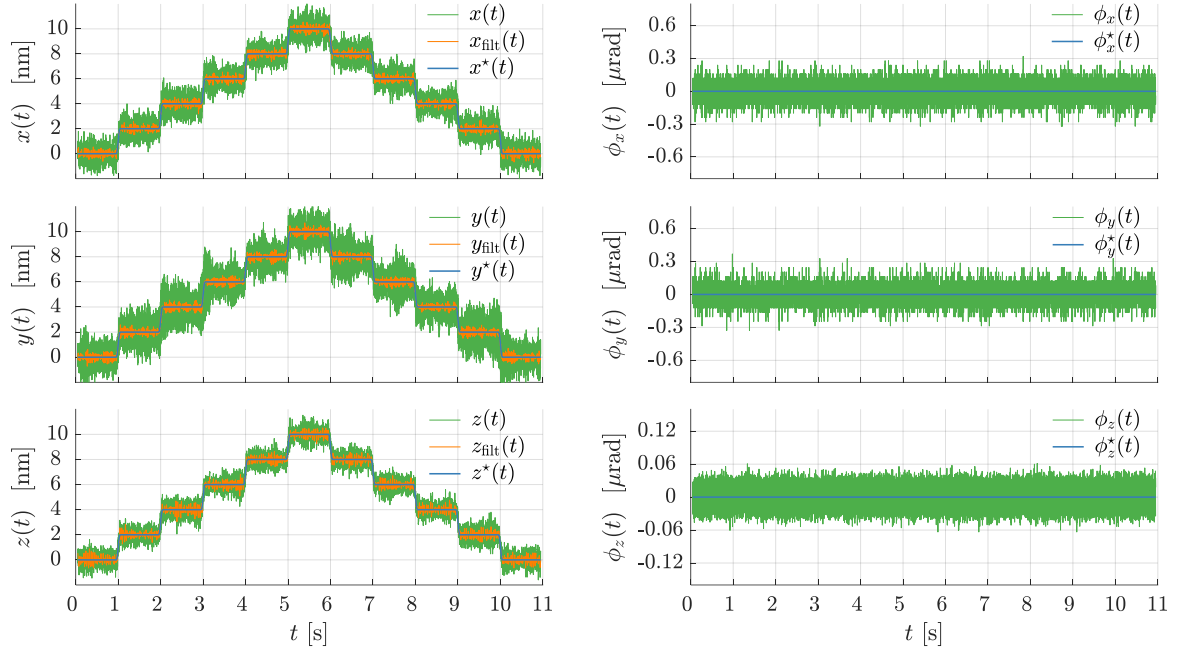 x(t) [nm]
10
8
6
4
2
0
x(t)
x_filt(t)
x⋆(t)
ϕ_x(t) [μrad]
0.6
0.3
0
-0.3
-0.6
ϕ_x(t)
ϕ_x⋆(t)
y(t) [nm]
10
8
6
4
2
0
y(t)
y_filt(t)
y⋆(t)
ϕ_y(t) [μrad]
0.6
0.3
0
-0.3
-0.6
ϕ_y(t)
ϕ_y⋆(t)
z(t) [nm]
10
8
6
4
2
0
z(t)
z_filt(t)
z⋆(t)
0 1 2 3 4 5 6 7 8 9 10 11
t [s]
ϕ_z(t) [μrad]
0.12
0.06
0
-0.06
-0.12
ϕ_z(t)
ϕ_z⋆(t)
0 1 2 3 4 5 6 7 8 9 10 11
t [s]